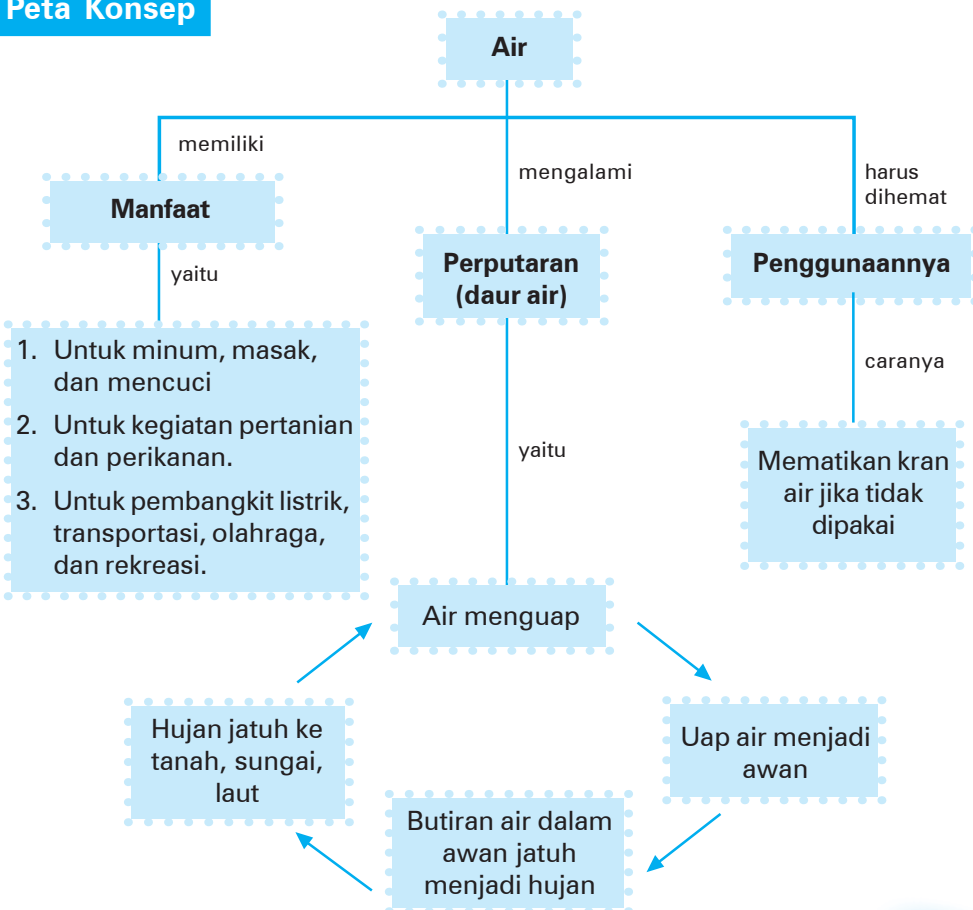 Peta Konsep
Air
memiliki
mengalami
harus
dihemat
Manfaat
Perputaran
(daur air)
Penggunaannya
yaitu
yaitu
caranya
1. Untuk minum, masak,
dan mencuci
2. Untuk kegiatan pertanian
dan perikanan.
3. Untuk pembangkit listrik,
transportasi, olahraga,
dan rekreasi.
Mematikan kran
air jika tidak
dipakai
Air menguap
Uap air menjadi
awan
Butiran air dalam
awan jatuh
menjadi hujan
Hujan jatuh ke
tanah, sungai,
laut